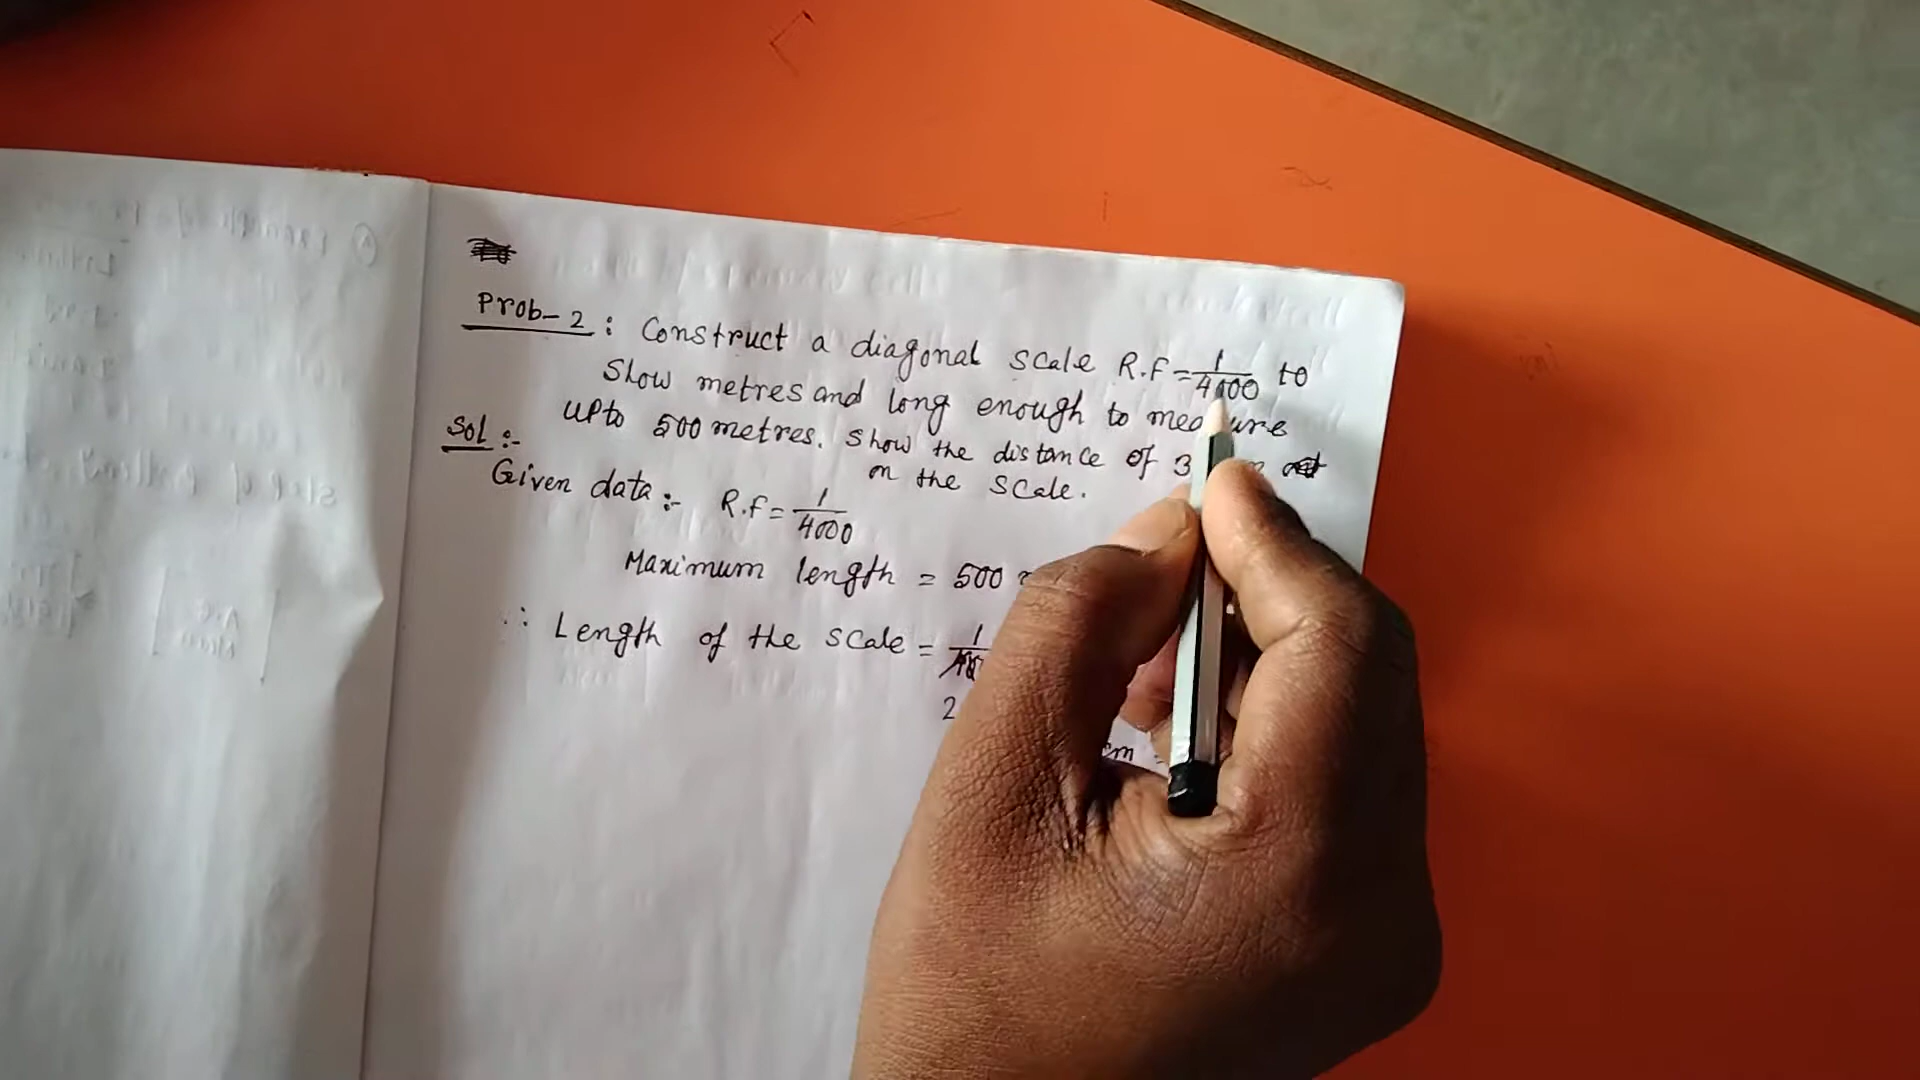 Prob-2 : Construct a diagonal scale R.F = 1/4000 to
Show metres and long enough to measure
upto 500 metres. Show the distance of 3
on the scale.
Sol :-
Given data :- R.F = 1/4000
Maximum length = 500
∴ Length of the scale = 1/
2
cm